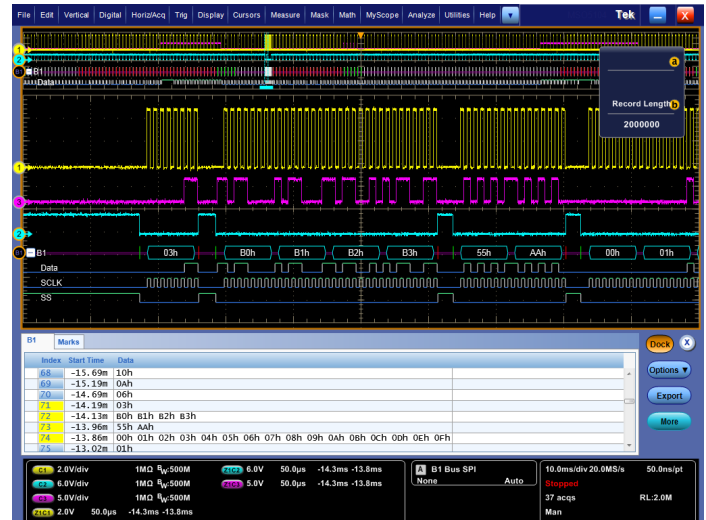 File Edit Vertical Digital Horiz/Acq Trig Display Cursors Measure Mask Math MyScope Analyze Utilities Help ▼ Tek X
1
2
B1 B1
Data
a
Record Length b
2000000
1
3
2
B1 B1 03h B0h B1h B2h B3h 55h AAh 00h 01h
Data
SCLK
SS
B1 Marks
Dock X
Index Start Time Data
68 -15.69m 10h
69 -15.19m 0Ah
70 -14.69m 06h
71 -14.19m 03h
72 -14.13m B0h B1h B2h B3h
73 -13.96m 55h AAh
74 -13.86m 00h 01h 02h 03h 04h 05h 06h 07h 08h 09h 0Ah 0Bh 0Ch 0Dh 0Eh 0Fh
75 -13.02m 01h
Options ▼
Export
More
C1 2.0V/div 1MΩ BW:500M
C2 6.0V/div 1MΩ BW:500M
C3 5.0V/div 1MΩ BW:500M
Z1C1 2.0V 50.0µs -14.3ms -13.8ms
Z1C2 6.0V 50.0µs -14.3ms -13.8ms
Z1C3 5.0V 50.0µs -14.3ms -13.8ms
A B1 Bus SPI
None Auto
10.0ms/div 20.0MS/s 50.0ns/pt
Stopped
37 acqs RL:2.0M
Man